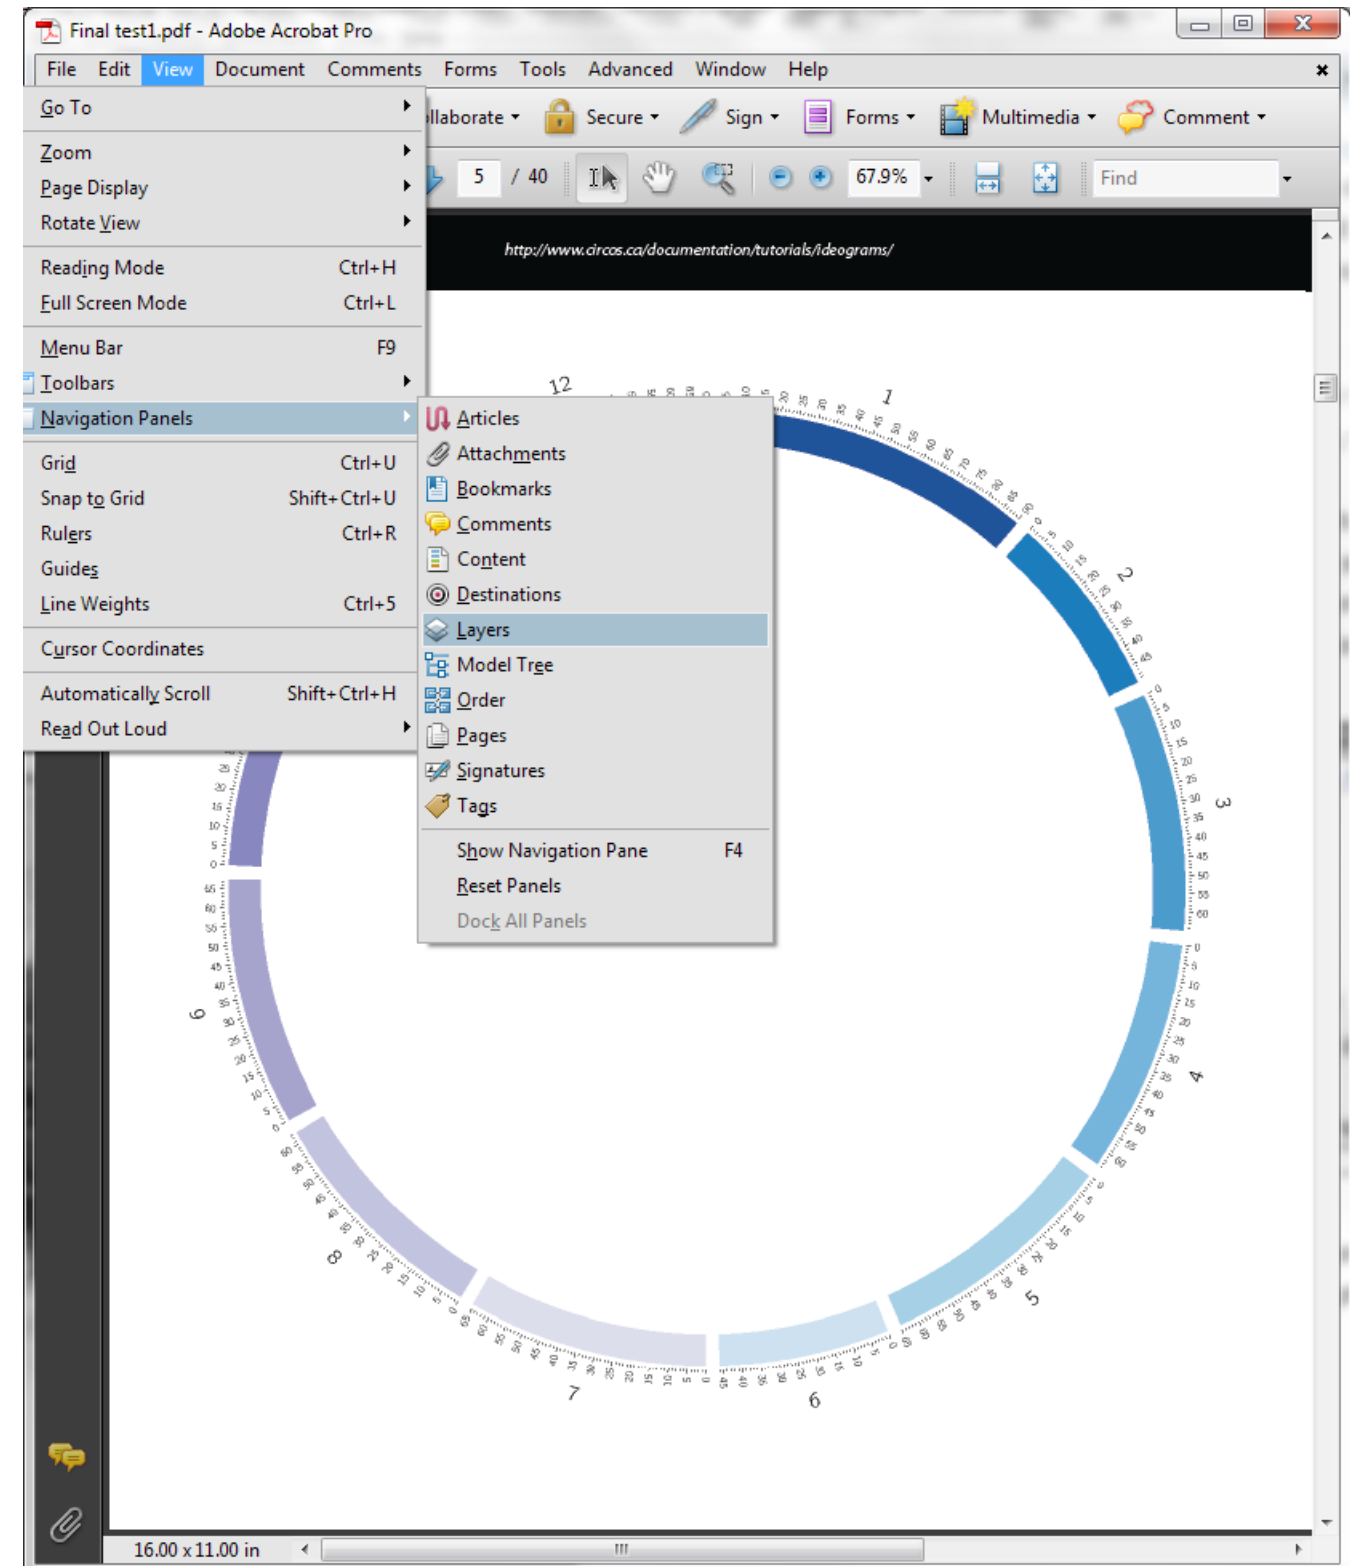 Final test1.pdf - Adobe Acrobat Pro
File Edit View Document Comments Forms Tools Advanced Window Help
Secure Sign Forms Multimedia Comment
5 / 40 67.9% Find
http://www.circos.ca/documentation/tutorials/ideograms/
Go To
Zoom
Page Display
Rotate View
Reading Mode Ctrl+H
Full Screen Mode Ctrl+L
Menu Bar F9
Toolbars
Navigation Panels
Grid Ctrl+U
Snap to Grid Shift+Ctrl+U
Rulers Ctrl+R
Guides
Line Weights Ctrl+5
Cursor Coordinates
Automatically Scroll Shift+Ctrl+H
Read Out Loud
Articles
Attachments
Bookmarks
Comments
Content
Destinations
Layers
Model Tree
Order
Pages
Signatures
Tags
Show Navigation Pane F4
Reset Panels
Dock All Panels
12
1
2
3
4
5
6
7
8
9
16.00 x 11.00 in